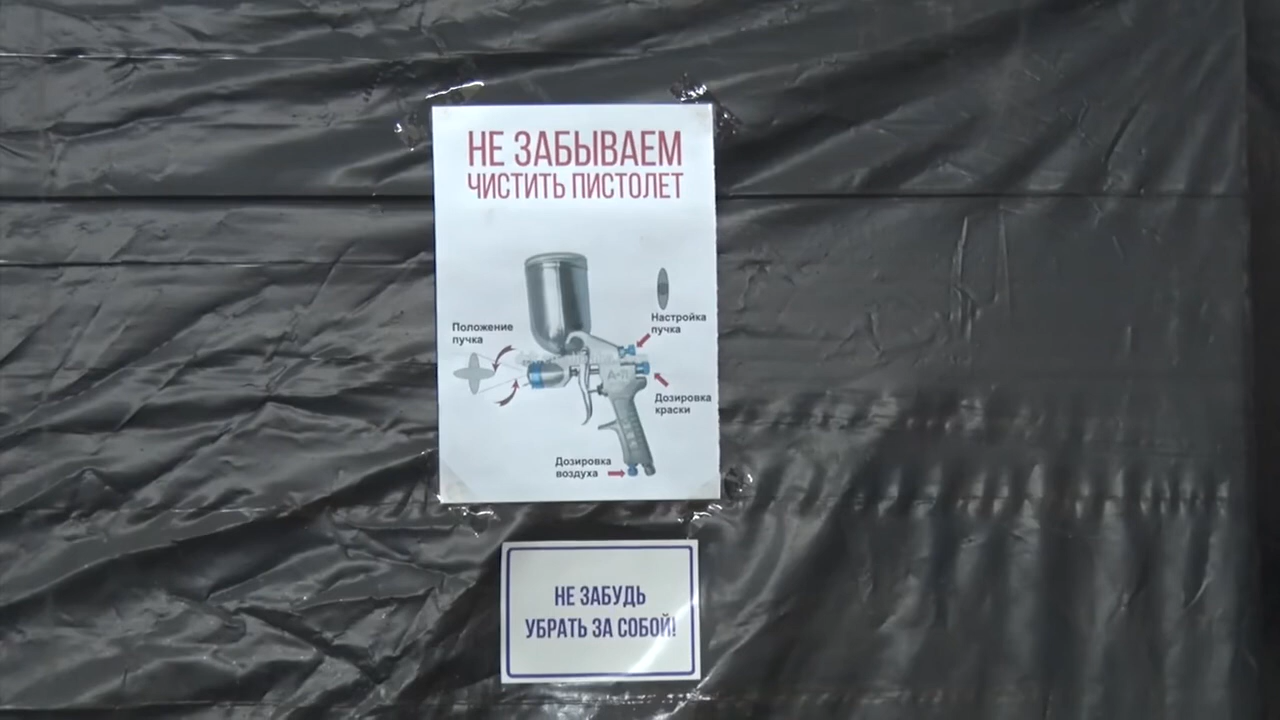 НЕ ЗАБЫВАЕМ
ЧИСТИТЬ ПИСТОЛЕТ
Настройка
пучка
Положение
пучка
Дозировка
краски
Дозировка
воздуха
НЕ ЗАБУДЬ
УБРАТЬ ЗА СОБОЙ!